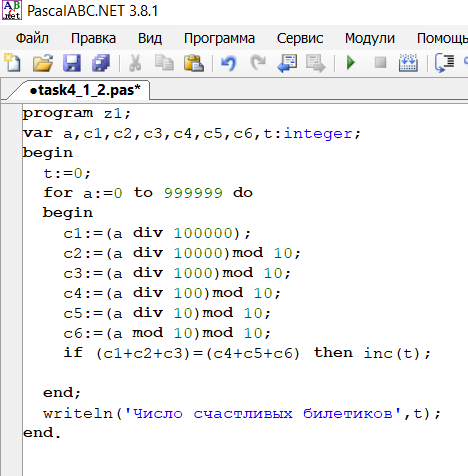 PascalABC.NET 3.8.1
Файл Правка Вид Программа Сервис Модули Помощь
●task4_1_2.pas*
program z1;
var a,c1,c2,c3,c4,c5,c6,t:integer;
begin
t:=0;
for a:=0 to 999999 do
begin
c1:=(a div 100000);
c2:=(a div 10000)mod 10;
c3:=(a div 1000)mod 10;
c4:=(a div 100)mod 10;
c5:=(a div 10)mod 10;
c6:=(a mod 10)mod 10;
if (c1+c2+c3)=(c4+c5+c6) then inc(t);
end;
writeln('Число счастливых билетиков',t);
end.